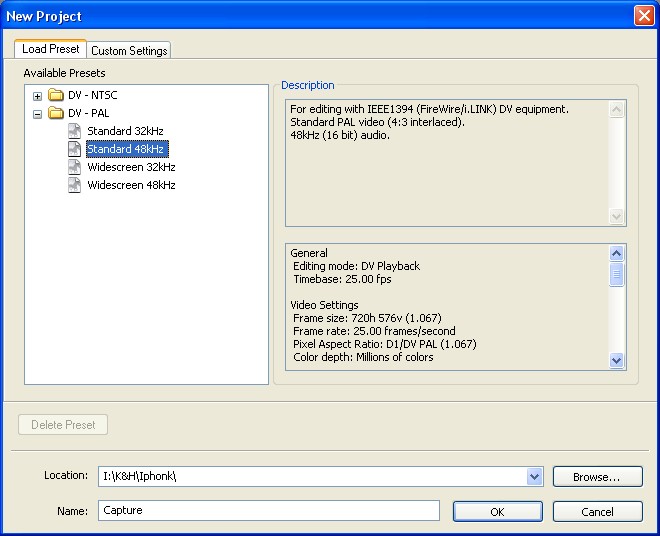 New Project
Load Preset
Custom Settings
Available Presets
DV - NTSC
DV - PAL
Standard 32kHz
Standard 48kHz
Widescreen 32kHz
Widescreen 48kHz
Description
For editing with IEEE1394 (FireWire/i.LINK) DV equipment.
Standard PAL video (4:3 interlaced).
48kHz (16 bit) audio.
General
Editing mode: DV Playback
Timebase: 25.00 fps
Video Settings
Frame size: 720h 576v (1.067)
Frame rate: 25.00 frames/second
Pixel Aspect Ratio: D1/DV PAL (1.067)
Color depth: Millions of colors
Delete Preset
Location: I:\K&H\Iphonk\
Browse...
Name: Capture
OK
Cancel